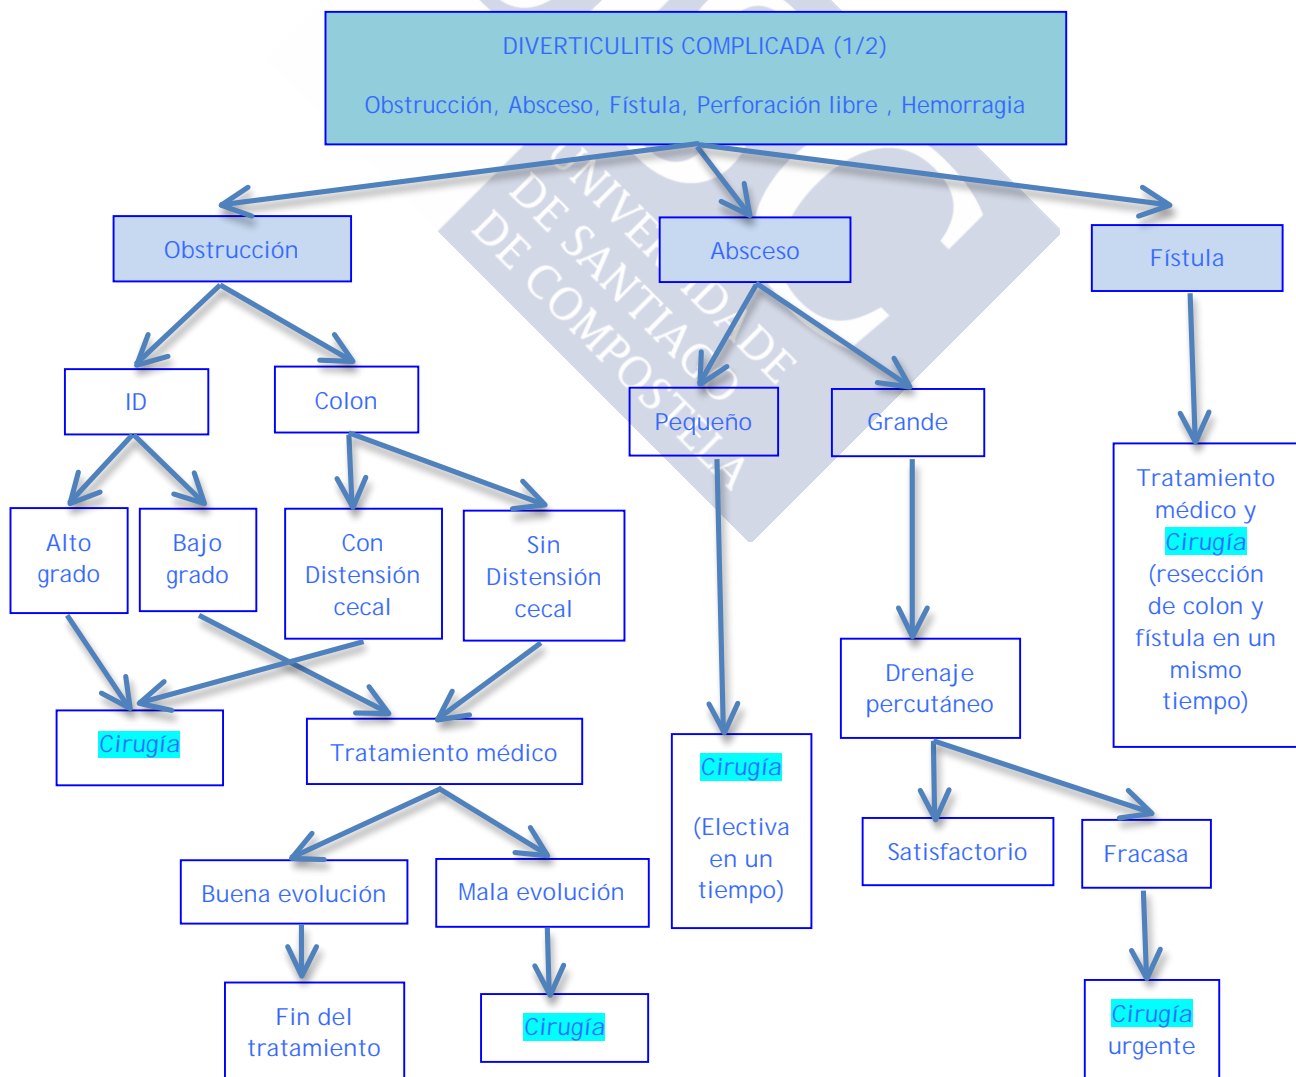 DIVERTICULITIS COMPLICADA (1/2)
Obstrucción, Absceso, Fístula, Perforación libre , Hemorragia
UNIVERSIDADE
DE SANTIAGO
DE COMPOSTELA
Obstrucción
Absceso
Fístula
ID
Colon
Pequeño
Grande
Alto
grado
Bajo
grado
Con
Distensión
cecal
Sin
Distensión
cecal
Tratamiento
médico y
Cirugía
(resección
de colon y
fístula en un
mismo
tiempo)
Drenaje
percutáneo
Cirugía
Tratamiento médico
Cirugía
(Electiva
en un
tiempo)
Satisfactorio
Fracasa
Buena evolución
Mala evolución
Fin del
tratamiento
Cirugía
Cirugía
urgente